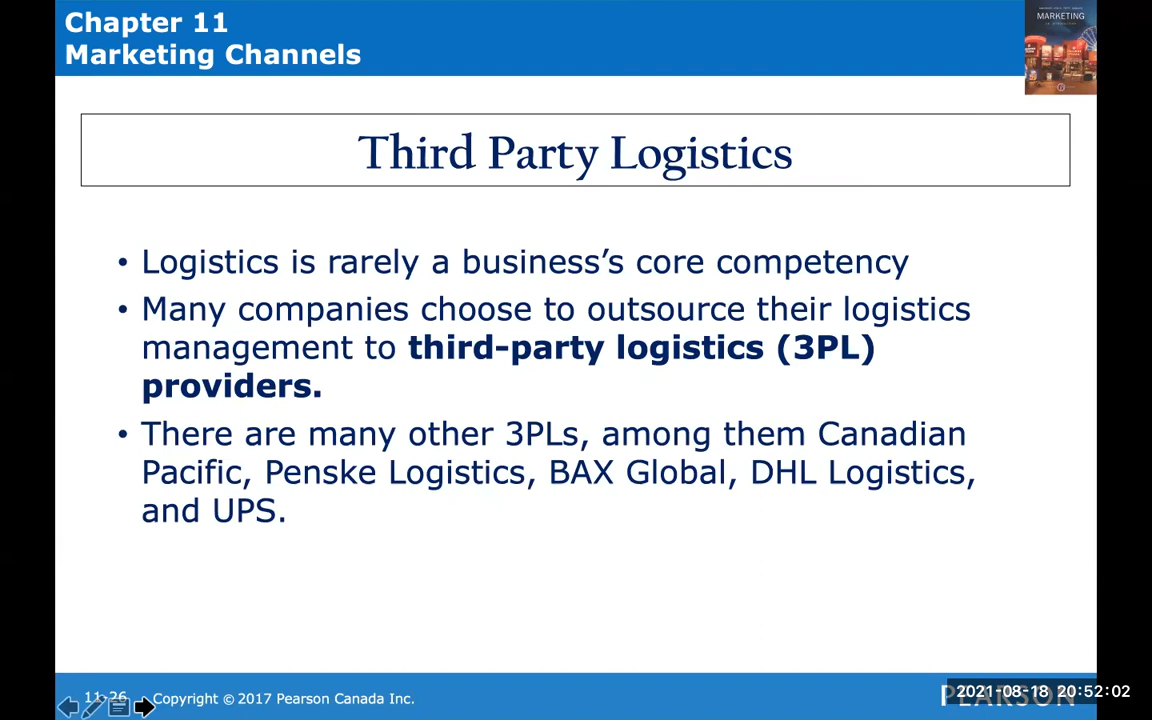 Chapter 11
Marketing Channels
MARKETING
Third Party Logistics
• Logistics is rarely a business’s core competency
• Many companies choose to outsource their logistics
management to third-party logistics (3PL)
providers.
• There are many other 3PLs, among them Canadian
Pacific, Penske Logistics, BAX Global, DHL Logistics,
and UPS.
11-26
Copyright © 2017 Pearson Canada Inc.
PEARSON
2021-08-18 20:52:02